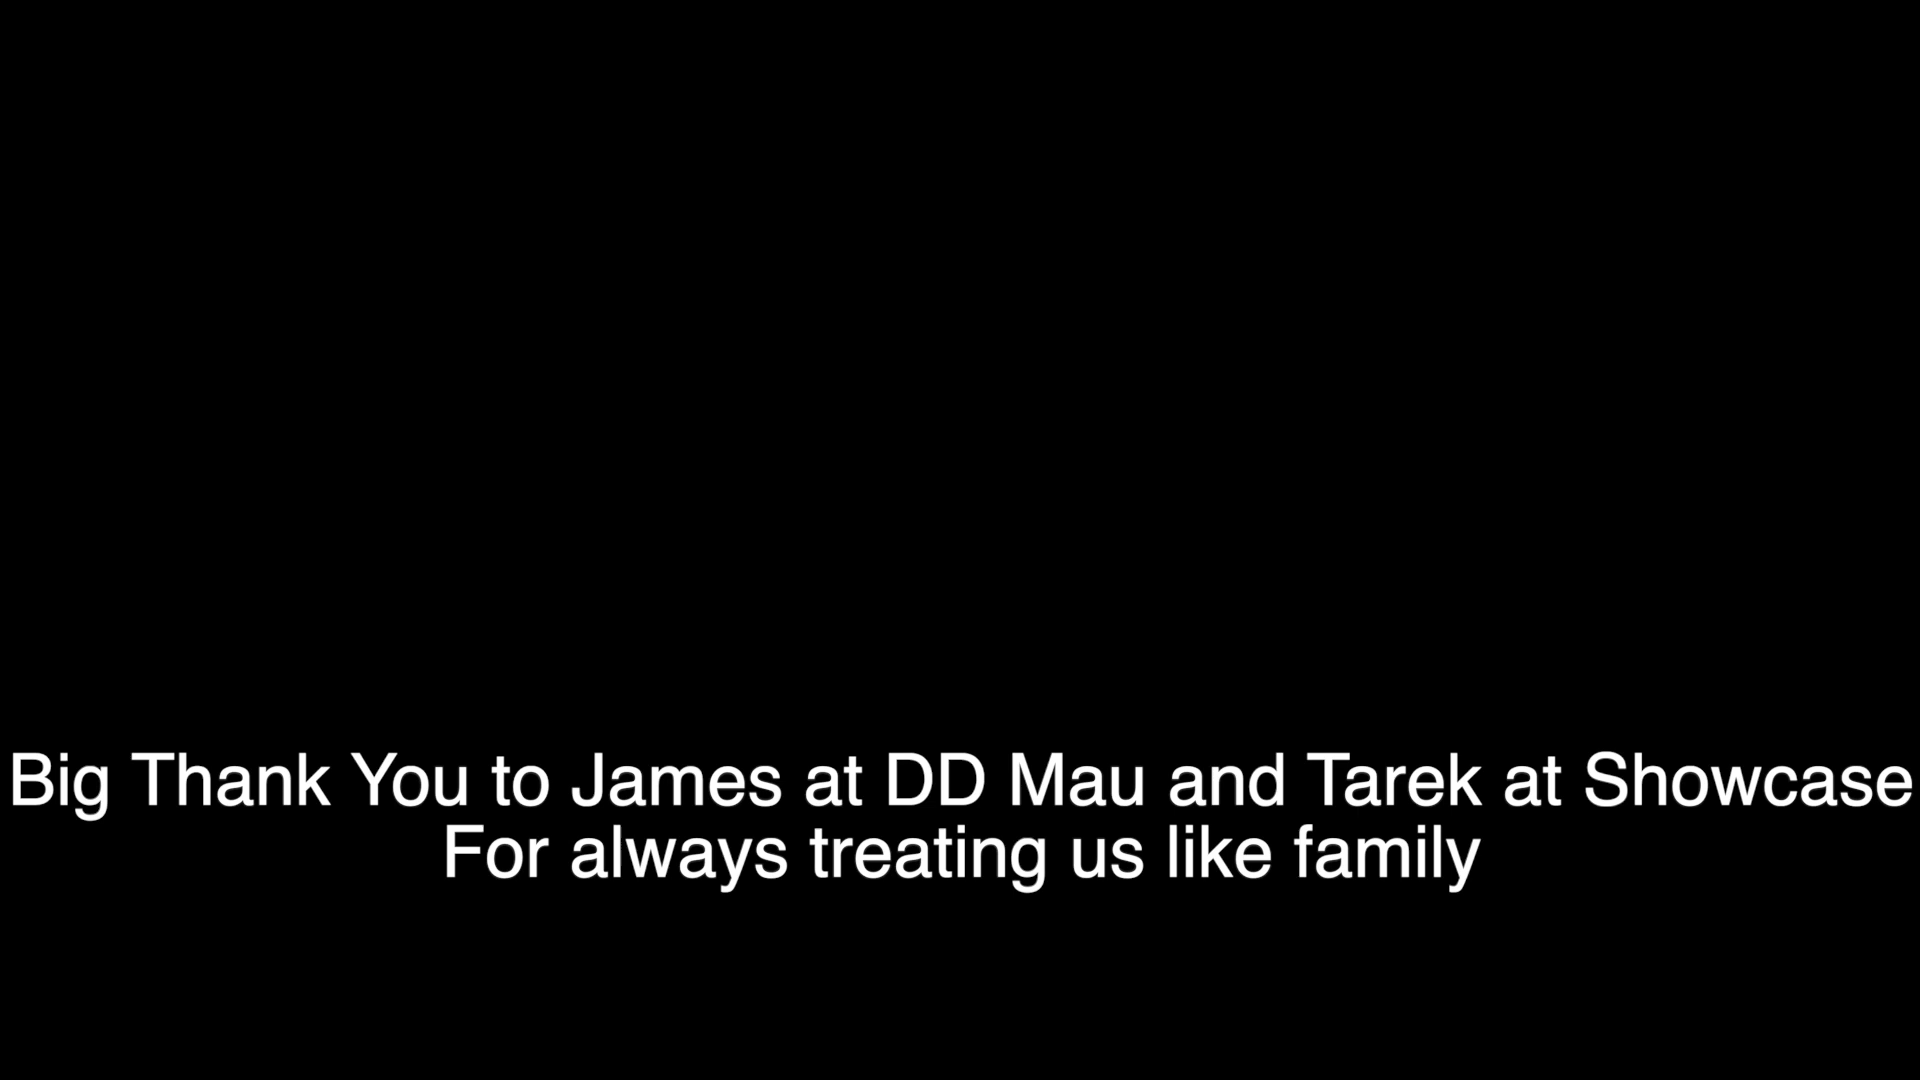 Big Thank You to James at DD Mau and Tarek at Showcase
For always treating us like family